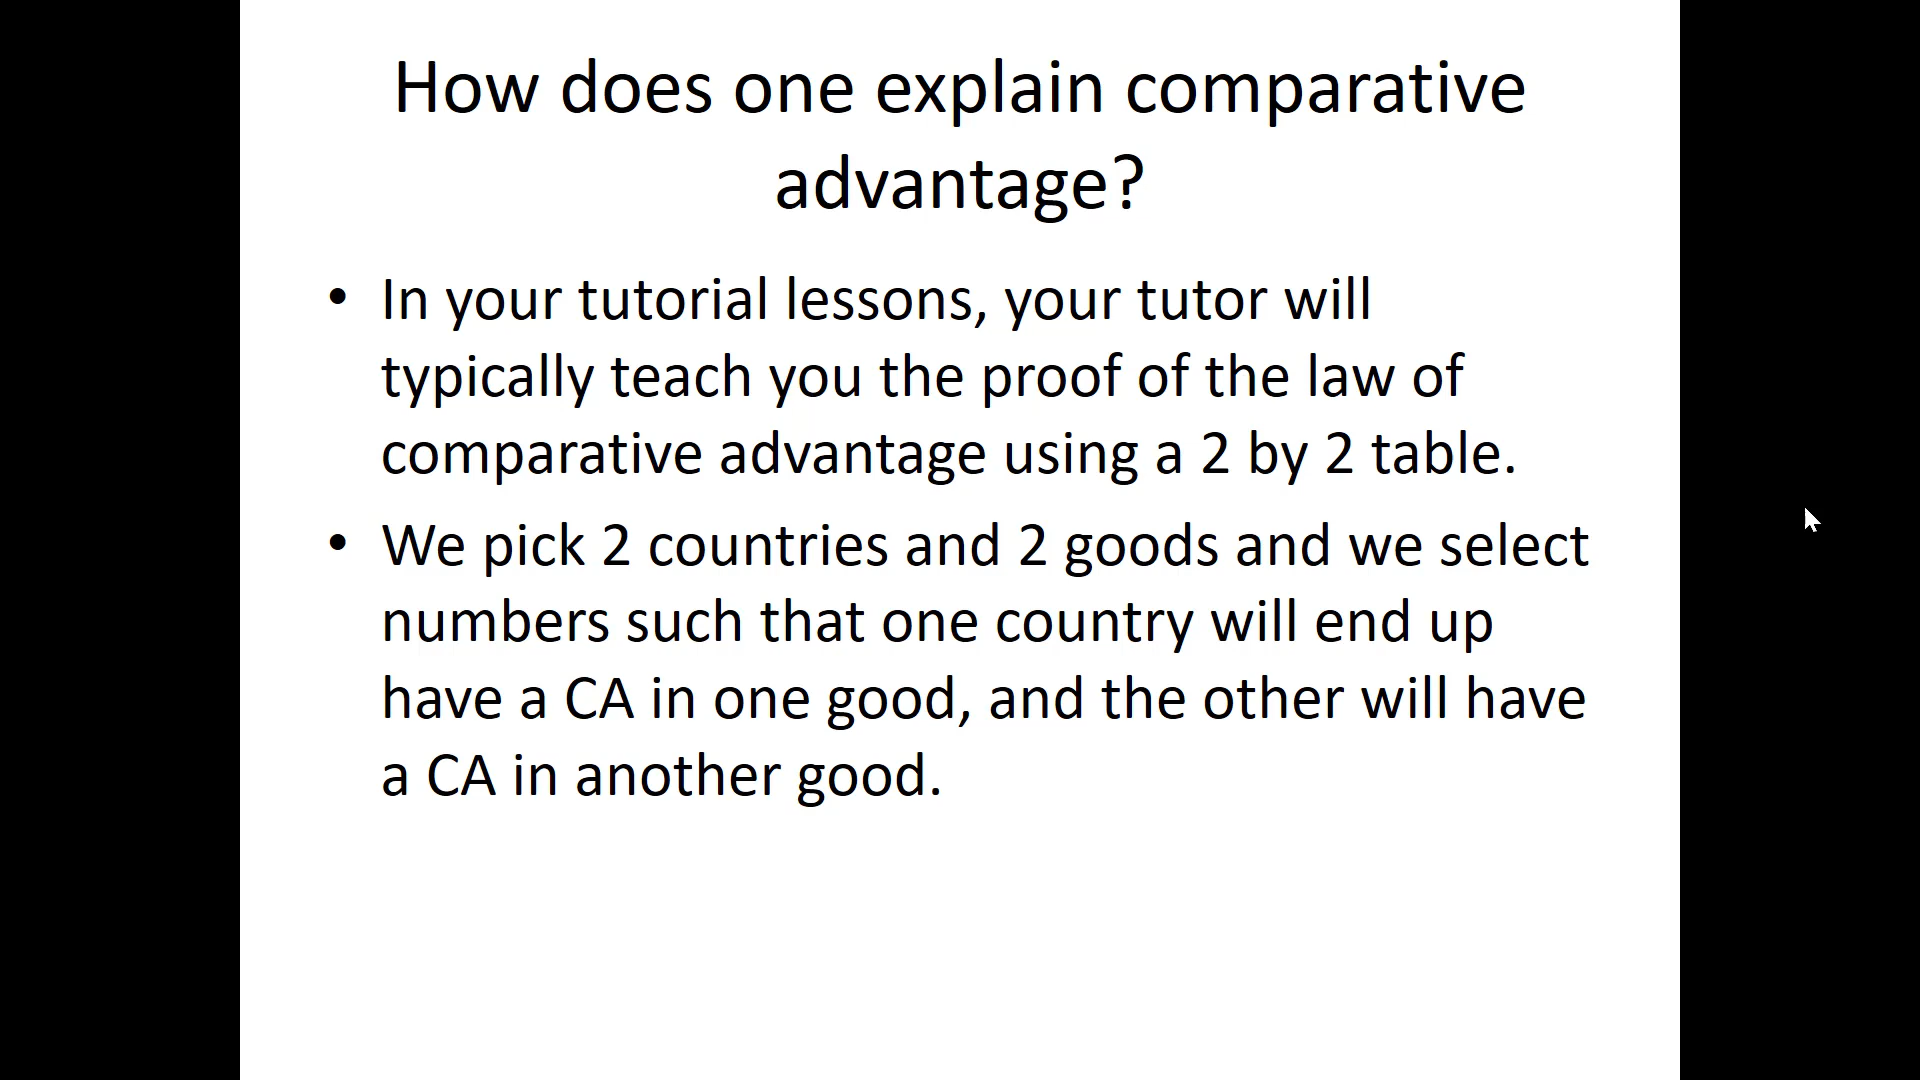 How does one explain comparative
advantage?
• In your tutorial lessons, your tutor will
typically teach you the proof of the law of
comparative advantage using a 2 by 2 table.
• We pick 2 countries and 2 goods and we select
numbers such that one country will end up
have a CA in one good, and the other will have
a CA in another good.